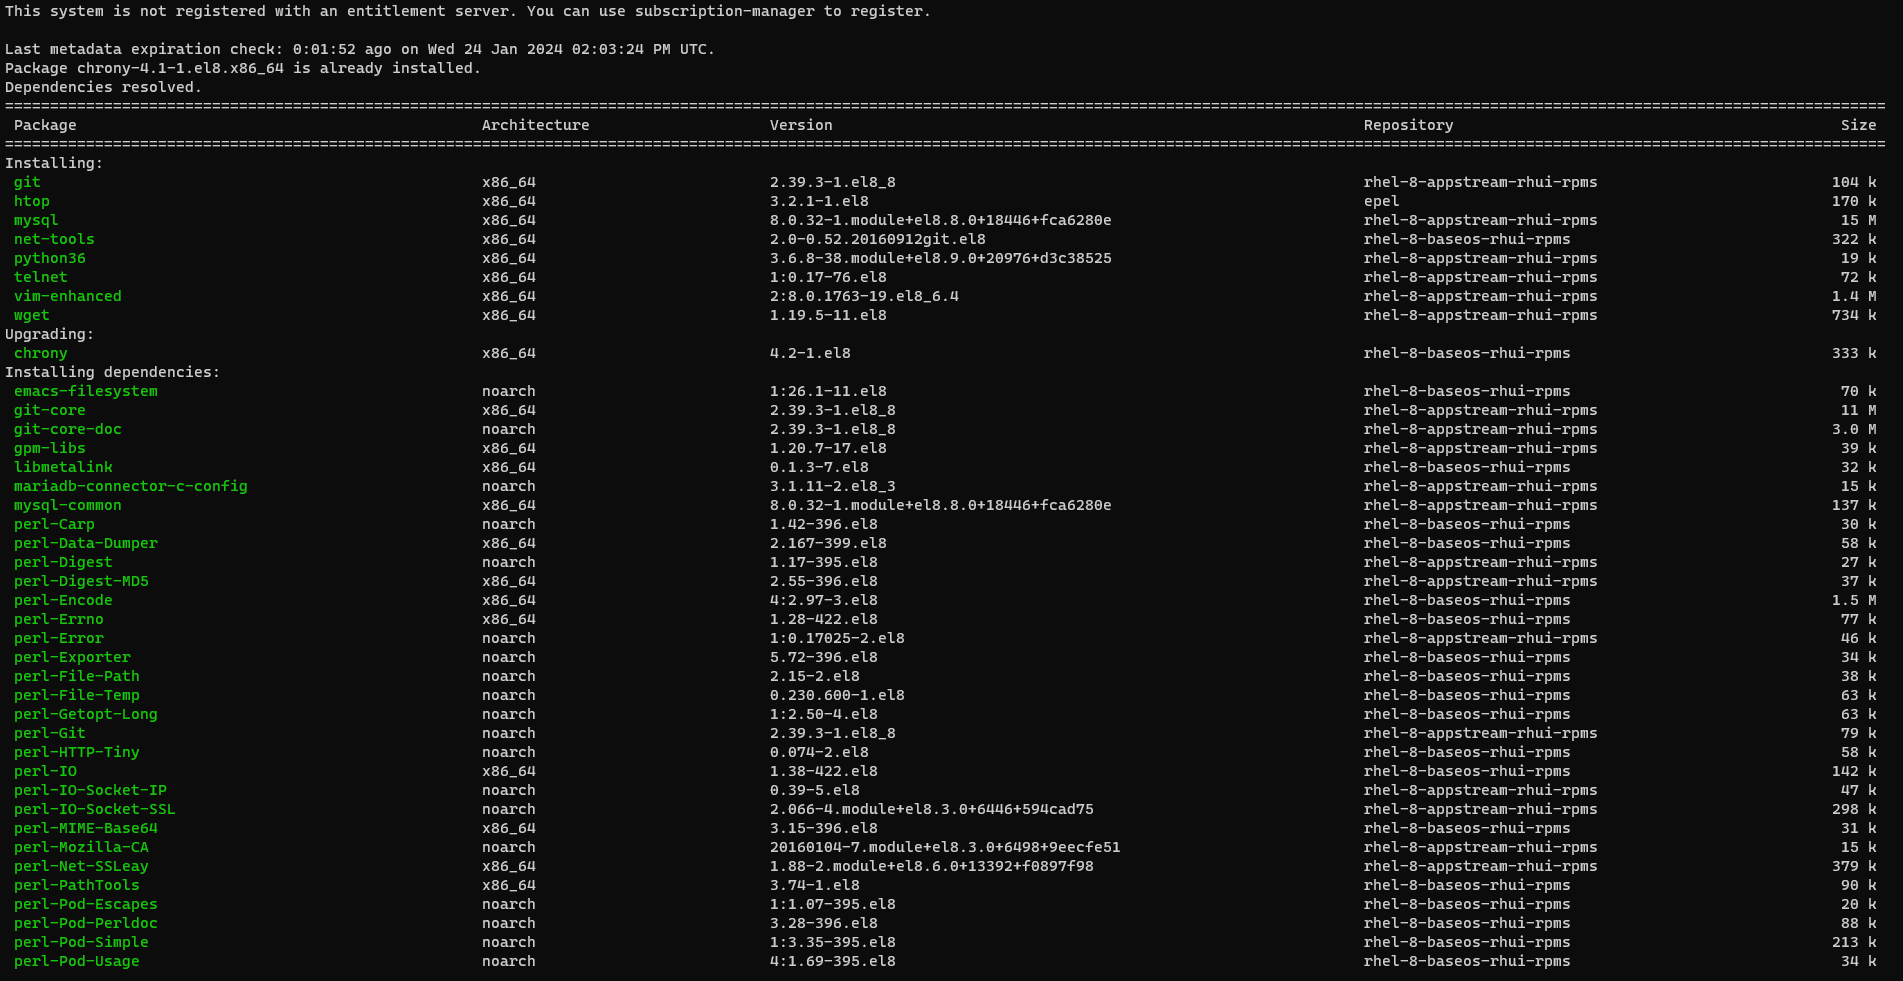 This system is not registered with an entitlement server. You can use subscription-manager to register.

Last metadata expiration check: 0:01:52 ago on Wed 24 Jan 2024 02:03:24 PM UTC.
Package chrony-4.1-1.el8.x86_64 is already installed.
Dependencies resolved.
Package Architecture Version Repository Size
Installing:
git x86_64 2.39.3-1.el8_8 rhel-8-appstream-rhui-rpms 104 k
htop x86_64 3.2.1-1.el8 epel 170 k
mysql x86_64 8.0.32-1.module+el8.8.0+18446+fca6280e rhel-8-appstream-rhui-rpms 15 M
net-tools x86_64 2.0-0.52.20160912git.el8 rhel-8-baseos-rhui-rpms 322 k
python36 x86_64 3.6.8-38.module+el8.9.0+20976+d3c38525 rhel-8-appstream-rhui-rpms 19 k
telnet x86_64 1:0.17-76.el8 rhel-8-appstream-rhui-rpms 72 k
vim-enhanced x86_64 2:8.0.1763-19.el8_6.4 rhel-8-appstream-rhui-rpms 1.4 M
wget x86_64 1.19.5-11.el8 rhel-8-appstream-rhui-rpms 734 k
Upgrading:
chrony x86_64 4.2-1.el8 rhel-8-baseos-rhui-rpms 333 k
Installing dependencies:
emacs-filesystem noarch 1:26.1-11.el8 rhel-8-baseos-rhui-rpms 70 k
git-core x86_64 2.39.3-1.el8_8 rhel-8-appstream-rhui-rpms 11 M
git-core-doc noarch 2.39.3-1.el8_8 rhel-8-appstream-rhui-rpms 3.0 M
gpm-libs x86_64 1.20.7-17.el8 rhel-8-appstream-rhui-rpms 39 k
libmetalink x86_64 0.1.3-7.el8 rhel-8-baseos-rhui-rpms 32 k
mariadb-connector-c-config noarch 3.1.11-2.el8_3 rhel-8-appstream-rhui-rpms 15 k
mysql-common x86_64 8.0.32-1.module+el8.8.0+18446+fca6280e rhel-8-appstream-rhui-rpms 137 k
perl-Carp noarch 1.42-396.el8 rhel-8-baseos-rhui-rpms 30 k
perl-Data-Dumper x86_64 2.167-399.el8 rhel-8-baseos-rhui-rpms 58 k
perl-Digest noarch 1.17-395.el8 rhel-8-appstream-rhui-rpms 27 k
perl-Digest-MD5 x86_64 2.55-396.el8 rhel-8-appstream-rhui-rpms 37 k
perl-Encode x86_64 4:2.97-3.el8 rhel-8-baseos-rhui-rpms 1.5 M
perl-Errno x86_64 1.28-422.el8 rhel-8-baseos-rhui-rpms 77 k
perl-Error noarch 1:0.17025-2.el8 rhel-8-appstream-rhui-rpms 46 k
perl-Exporter noarch 5.72-396.el8 rhel-8-baseos-rhui-rpms 34 k
perl-File-Path noarch 2.15-2.el8 rhel-8-baseos-rhui-rpms 38 k
perl-File-Temp noarch 0.230.600-1.el8 rhel-8-baseos-rhui-rpms 63 k
perl-Getopt-Long noarch 1:2.50-4.el8 rhel-8-baseos-rhui-rpms 63 k
perl-Git noarch 2.39.3-1.el8_8 rhel-8-appstream-rhui-rpms 79 k
perl-HTTP-Tiny noarch 0.074-2.el8 rhel-8-baseos-rhui-rpms 58 k
perl-IO x86_64 1.38-422.el8 rhel-8-baseos-rhui-rpms 142 k
perl-IO-Socket-IP noarch 0.39-5.el8 rhel-8-appstream-rhui-rpms 47 k
perl-IO-Socket-SSL noarch 2.066-4.module+el8.3.0+6446+594cad75 rhel-8-appstream-rhui-rpms 298 k
perl-MIME-Base64 x86_64 3.15-396.el8 rhel-8-baseos-rhui-rpms 31 k
perl-Mozilla-CA noarch 20160104-7.module+el8.3.0+6498+9eecfe51 rhel-8-appstream-rhui-rpms 15 k
perl-Net-SSLeay x86_64 1.88-2.module+el8.6.0+13392+f0897f98 rhel-8-appstream-rhui-rpms 379 k
perl-PathTools x86_64 3.74-1.el8 rhel-8-baseos-rhui-rpms 90 k
perl-Pod-Escapes noarch 1:1.07-395.el8 rhel-8-baseos-rhui-rpms 20 k
perl-Pod-Perldoc noarch 3.28-396.el8 rhel-8-baseos-rhui-rpms 88 k
perl-Pod-Simple noarch 1:3.35-395.el8 rhel-8-baseos-rhui-rpms 213 k
perl-Pod-Usage noarch 4:1.69-395.el8 rhel-8-baseos-rhui-rpms 34 k